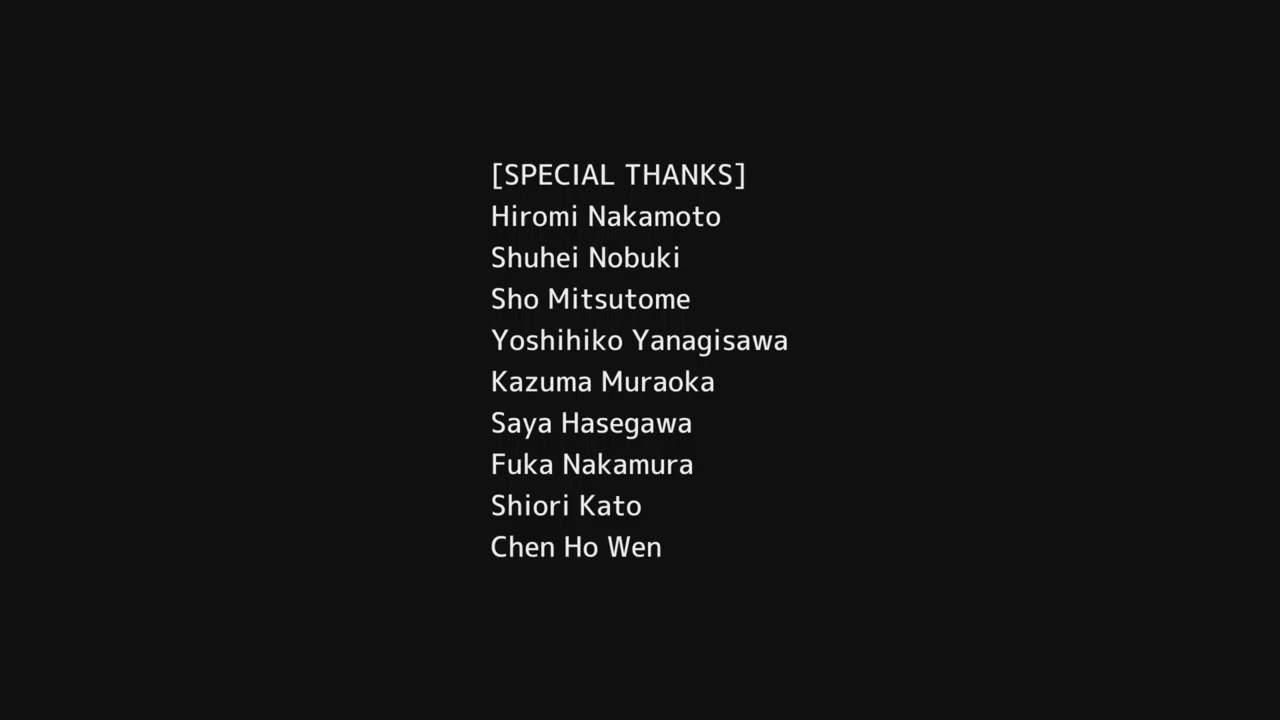 [SPECIAL THANKS]
Hiromi Nakamoto
Shuhei Nobuki
Sho Mitsutome
Yoshihiko Yanagisawa
Kazuma Muraoka
Saya Hasegawa
Fuka Nakamura
Shiori Kato
Chen Ho Wen